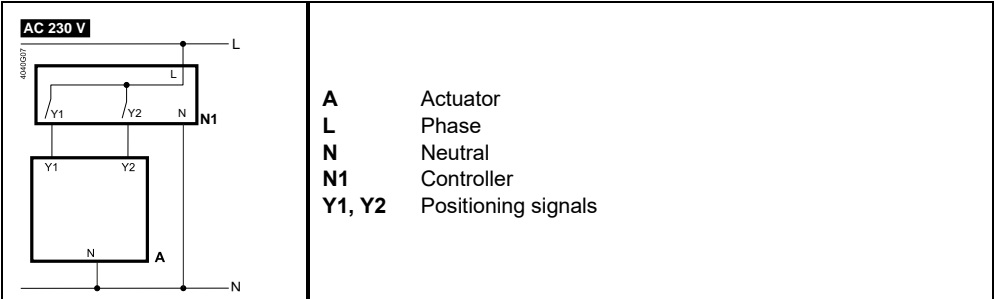 AC 230 V
L
4040G07
L
Y1 Y2 N
N1
Y1 Y2
N
A
N
A Actuator
L Phase
N Neutral
N1 Controller
Y1, Y2 Positioning signals